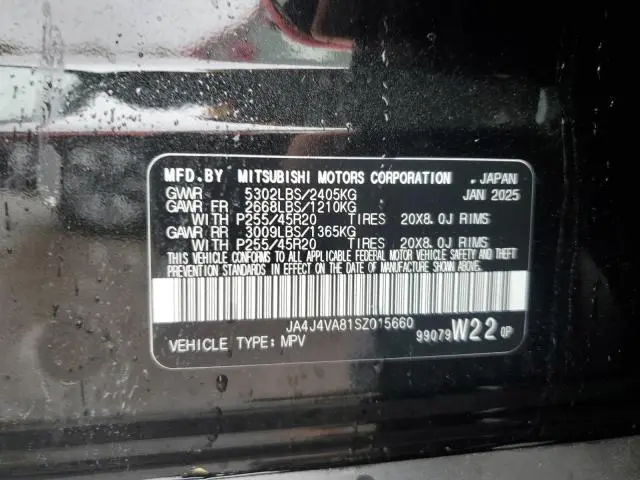 MFD.BY MITSUBISHI MOTORS CORPORATION , JAPAN
GVWR 5302LBS/2405KG JAN 2025
GAWR FR 2668LBS/1210KG
WITH P255/45R20 TIRES 20X8.0J RIMS
GAWR RR 3009LBS/1365KG
WITH P255/45R20 TIRES 20X8.0J RIMS
THIS VEHICLE CONFORMS TO ALL APPLICABLE FEDERAL MOTOR VEHICLE SAFETY AND THEFT
PREVENTION STANDARDS IN EFFECT ON THE DATE OF MANUFACTURE SHOWN ABOVE.
JA4J4VA81SZ015660
VEHICLE TYPE: MPV 99079 W22 0P